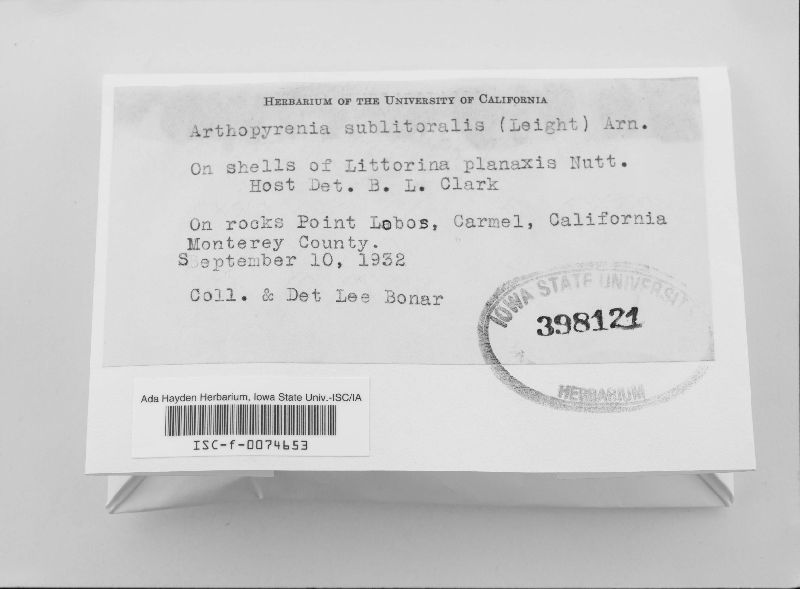 HERBARIUM OF THE UNIVERSITY OF CALIFORNIA
Arthopyrenia sublitoralis (Leight) Arn.
On shells of Littorina planaxis Nutt.
Host Det. B. L. Clark
On rocks Point Lobos, Carmel, California
Monterey County.
September 10, 1932
Coll. & Det Lee Bonar
IOWA STATE UNIVERSITY
398121
HERBARIUM
Ada Hayden Herbarium, Iowa State Univ.-ISC/IA
ISC-f-0074653